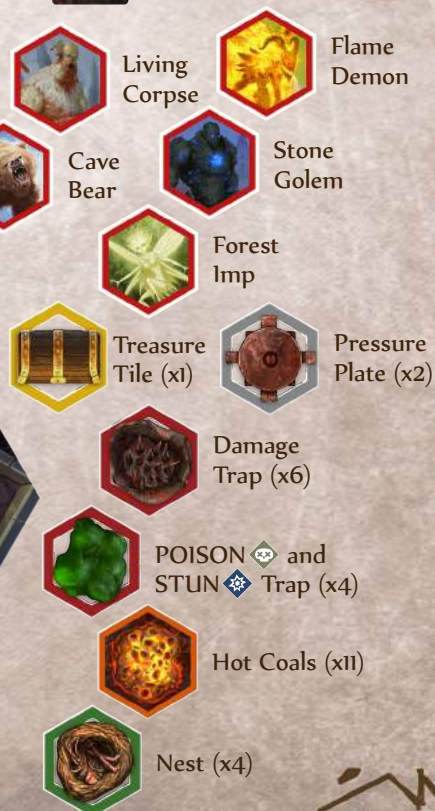 Living
Corpse
Flame
Demon
Cave
Bear
Stone
Golem
Forest
Imp
Treasure
Tile (x1)
Pressure
Plate (x2)
Damage
Trap (x6)
POISON and
STUN Trap (x4)
Hot Coals (x11)
Nest (x4)